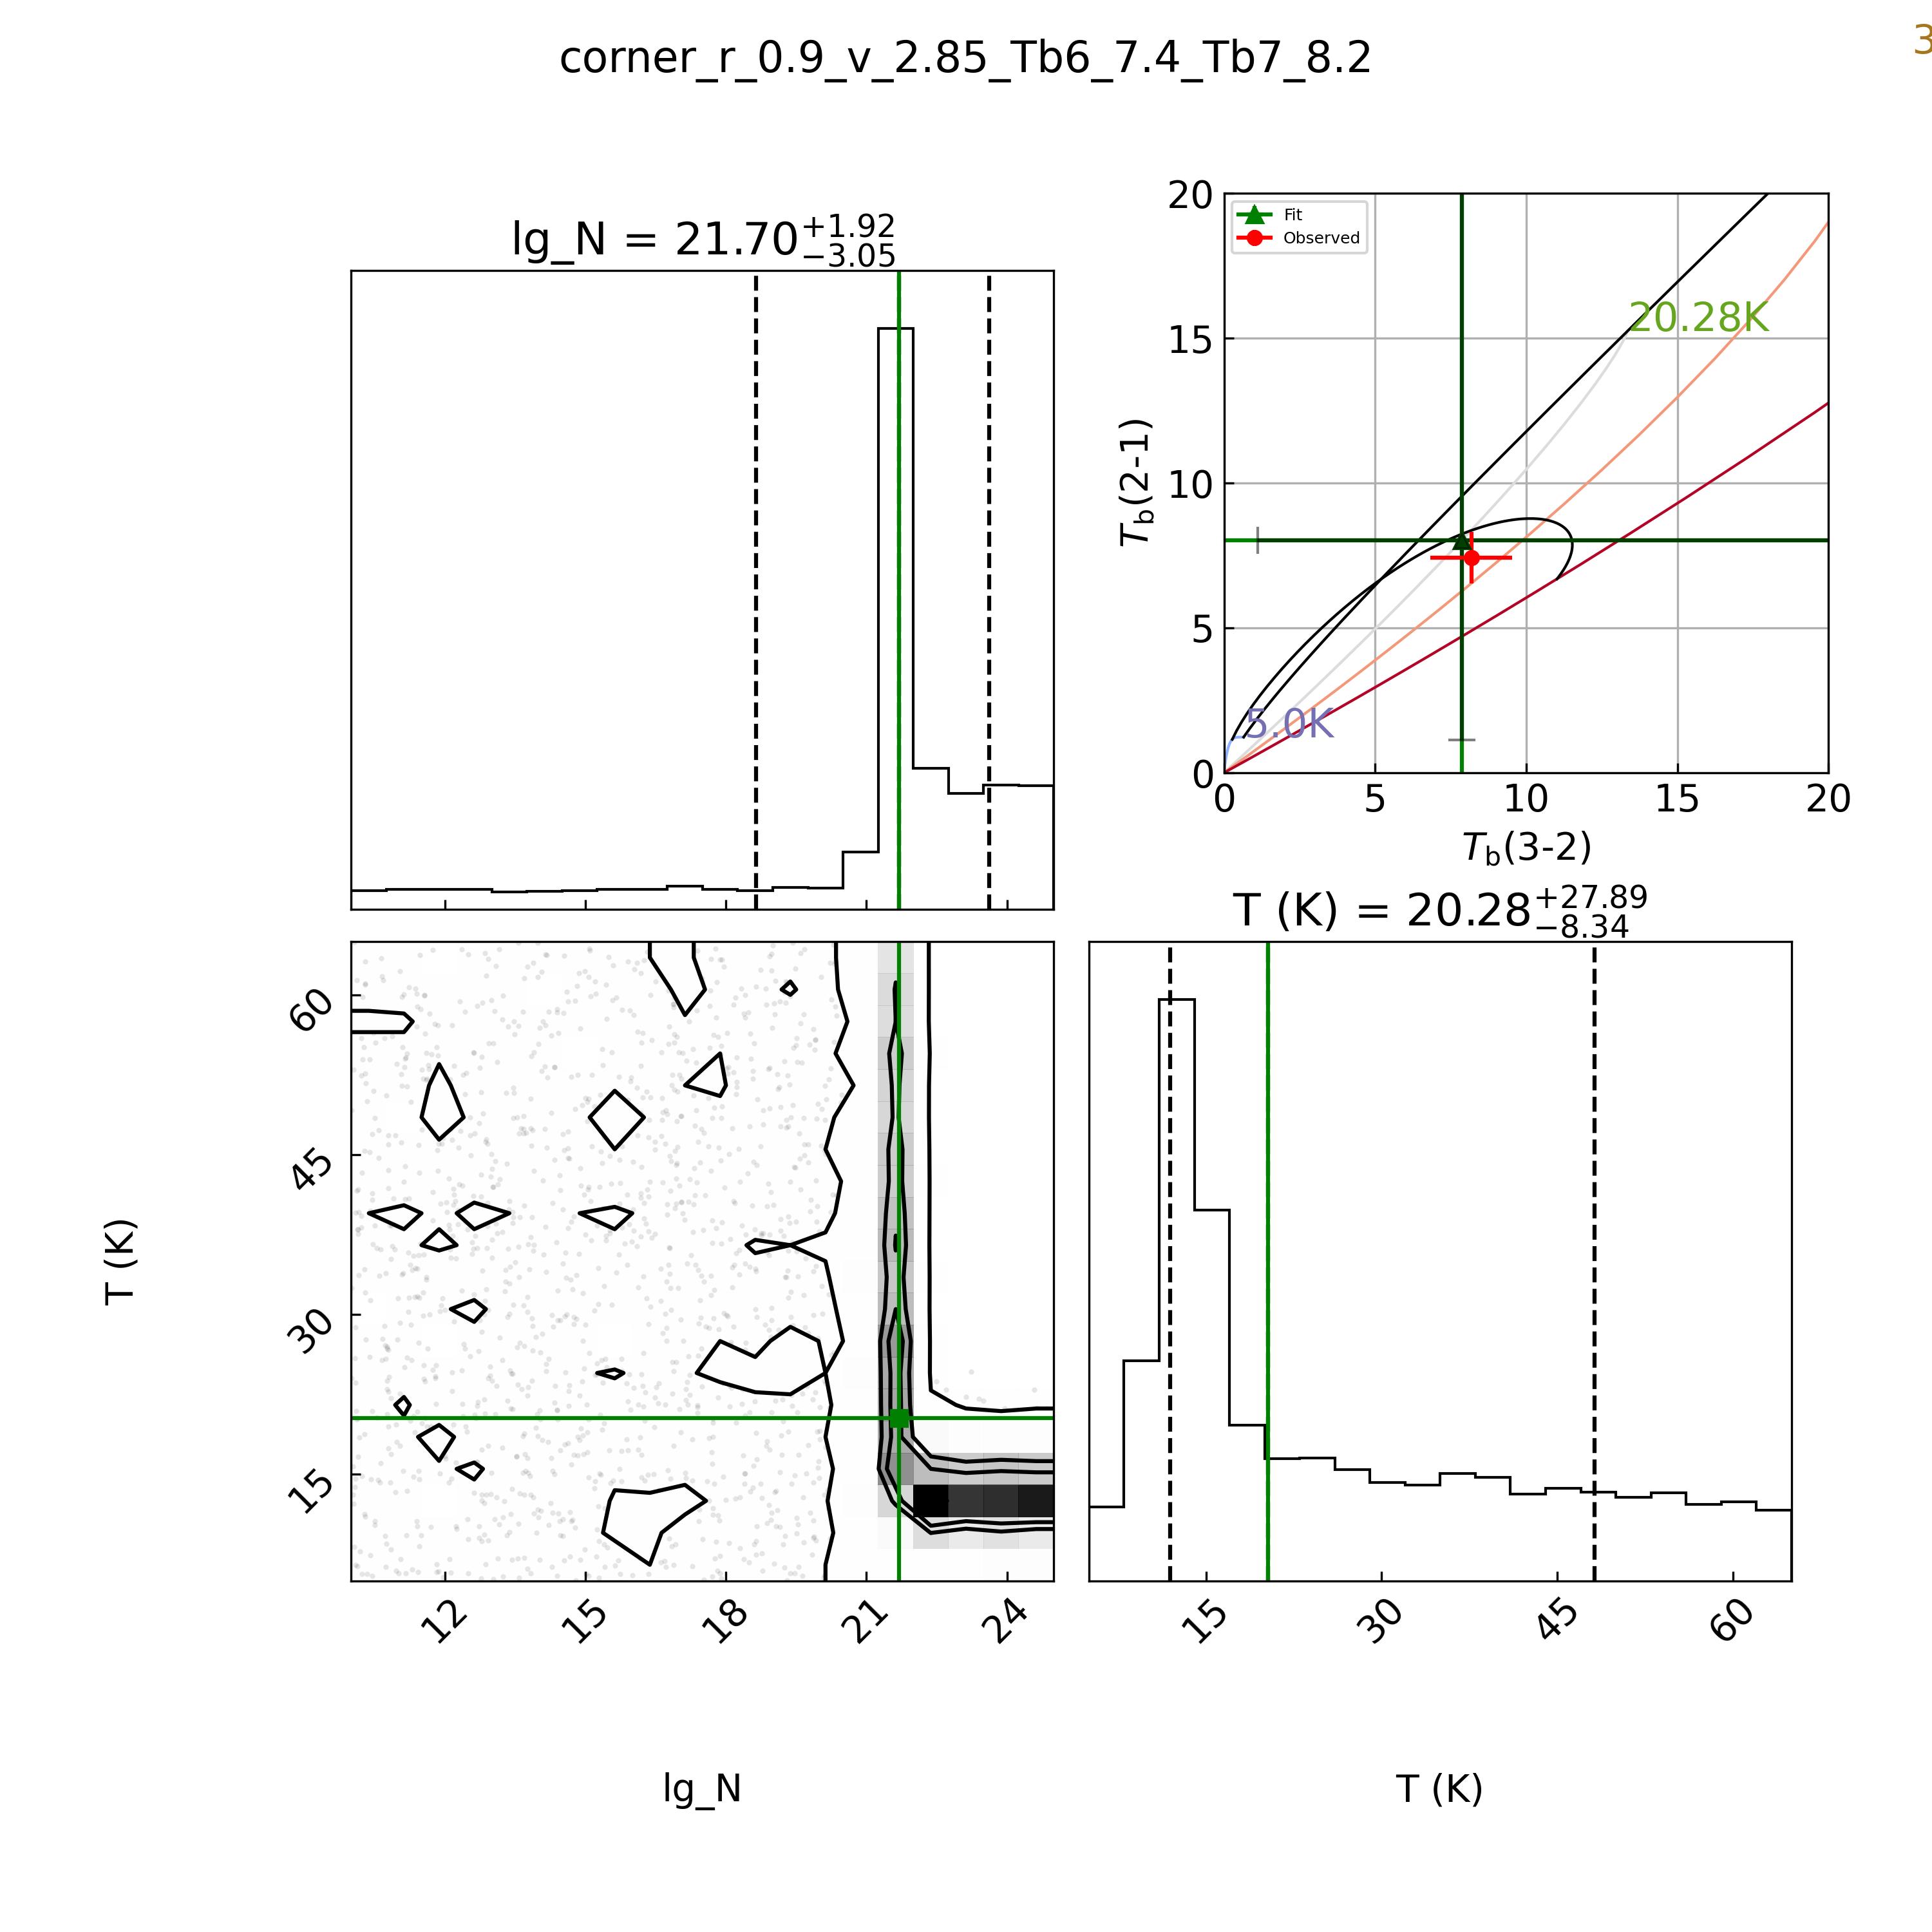 corner_r_0.9_v_2.85_Tb6_7.4_Tb7_8.2
3
lg_N = 21.70+1.92
−3.05
20
15
10
5
0
Tb(2-1)
Fit
Observed
20.28K
5.0K
0 5 10 15 20
Tb(3-2)
T (K) = 20.28+27.89
−8.34
60
45
30
15
T (K)
12 15 18 21 24
15 30 45 60
lg_N
T (K)